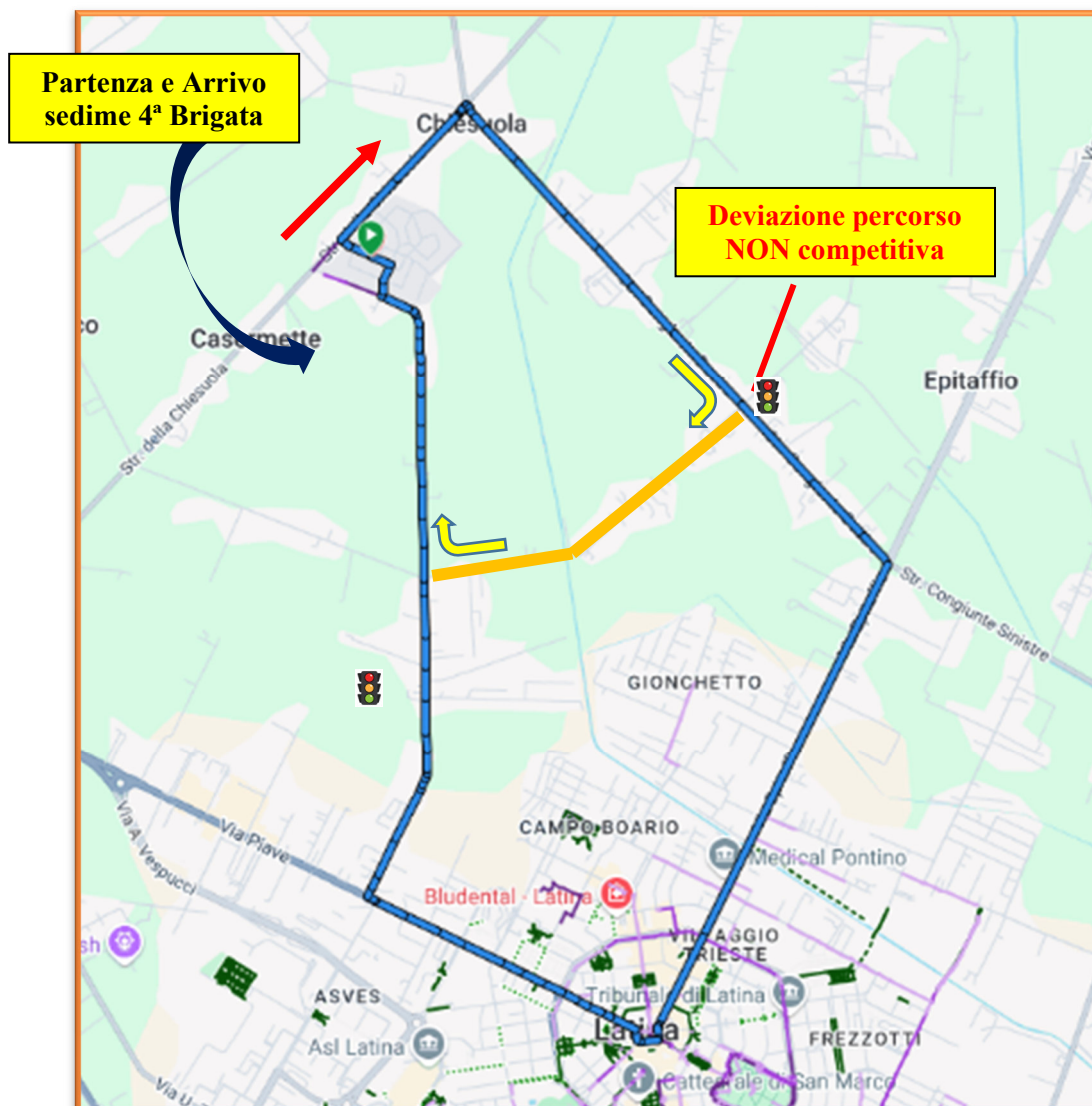 Partenza e Arrivo
sedime 4ª Brigata
Chiesuola
Deviazione percorso
NON competitiva
Casermette
Str. della Chiesuola
Epitaffio
Str. Congiunte Sinistre
GIONCHETTO
Via Piave
Via A. Vespucci
CAMPO BOARIO
Medical Pontino
Bludental - Latina
VILLAGGIO
TRIESTE
ASVES
Tribunale di Latina
Latina
FREZZOTTI
Asl Latina
Cattedrale di San Marco